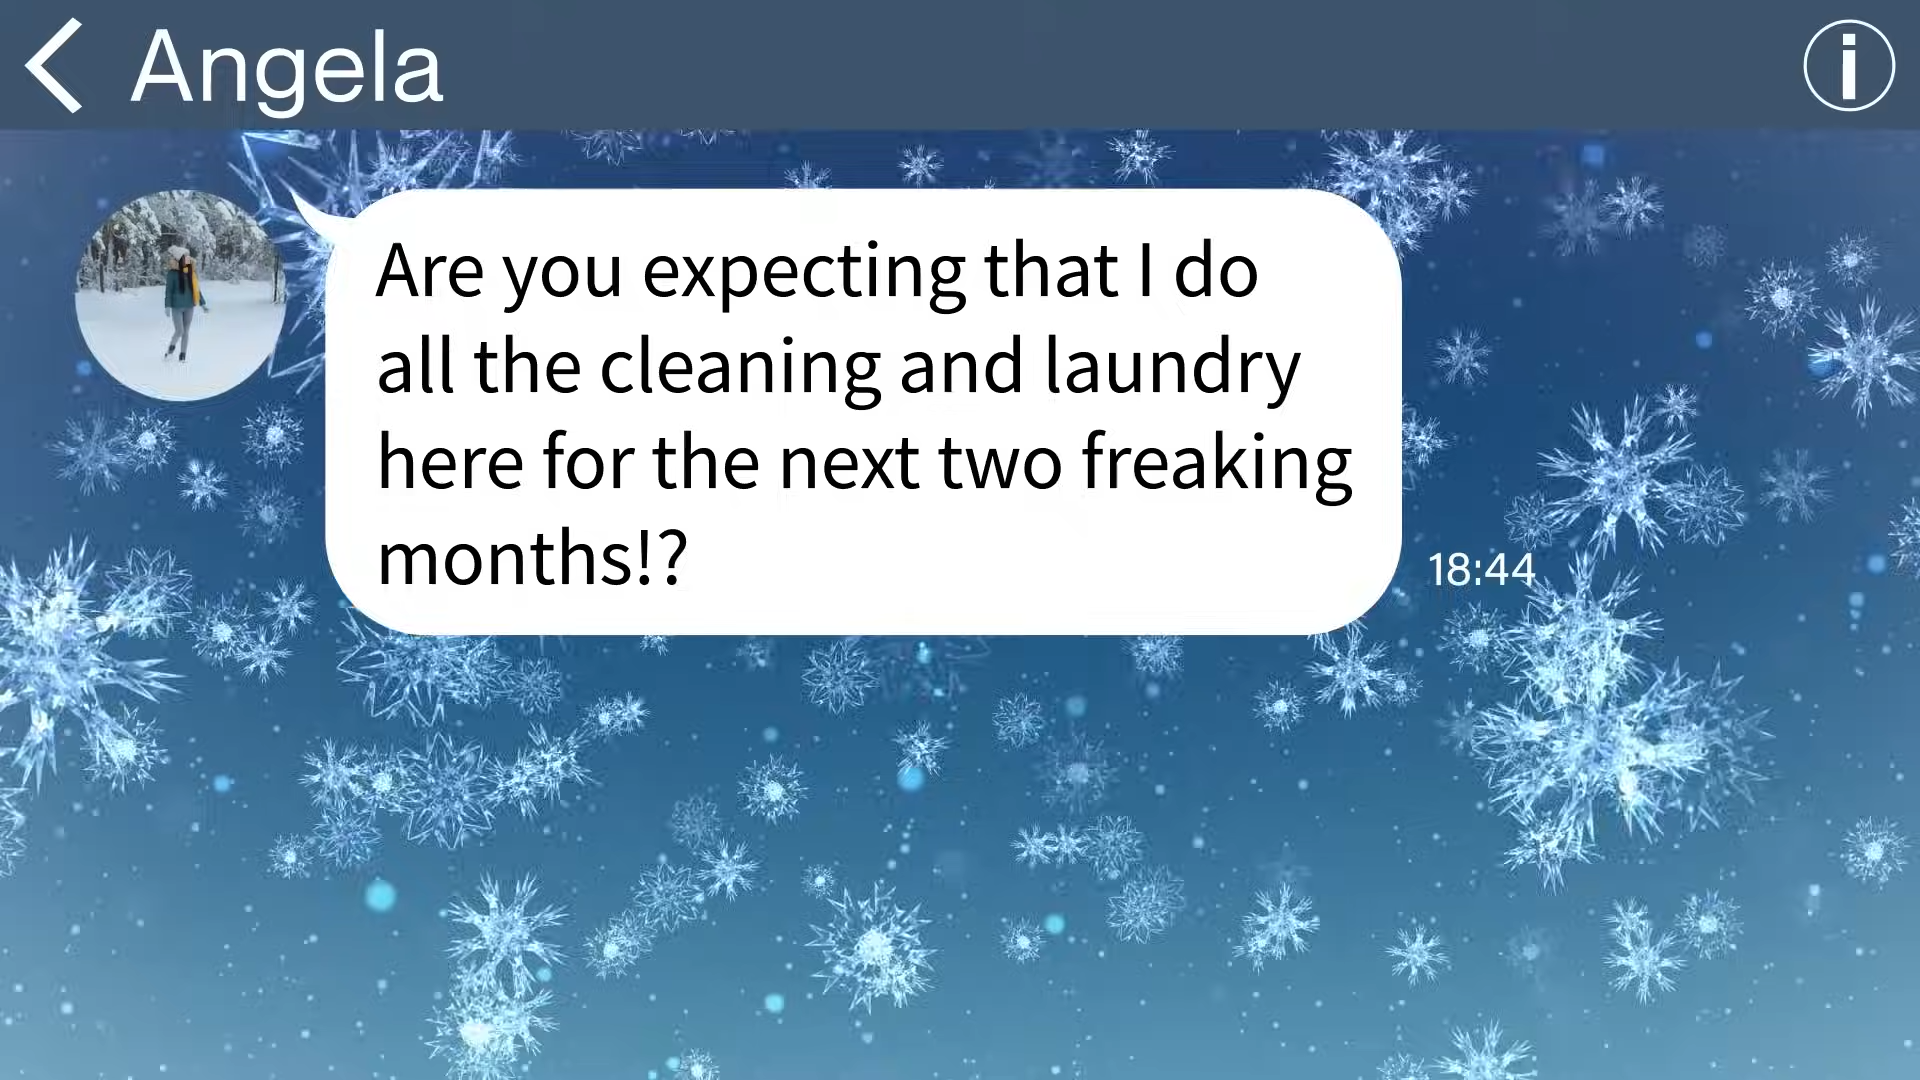 Angela
Are you expecting that I do
all the cleaning and laundry
here for the next two freaking
months!?
18:44